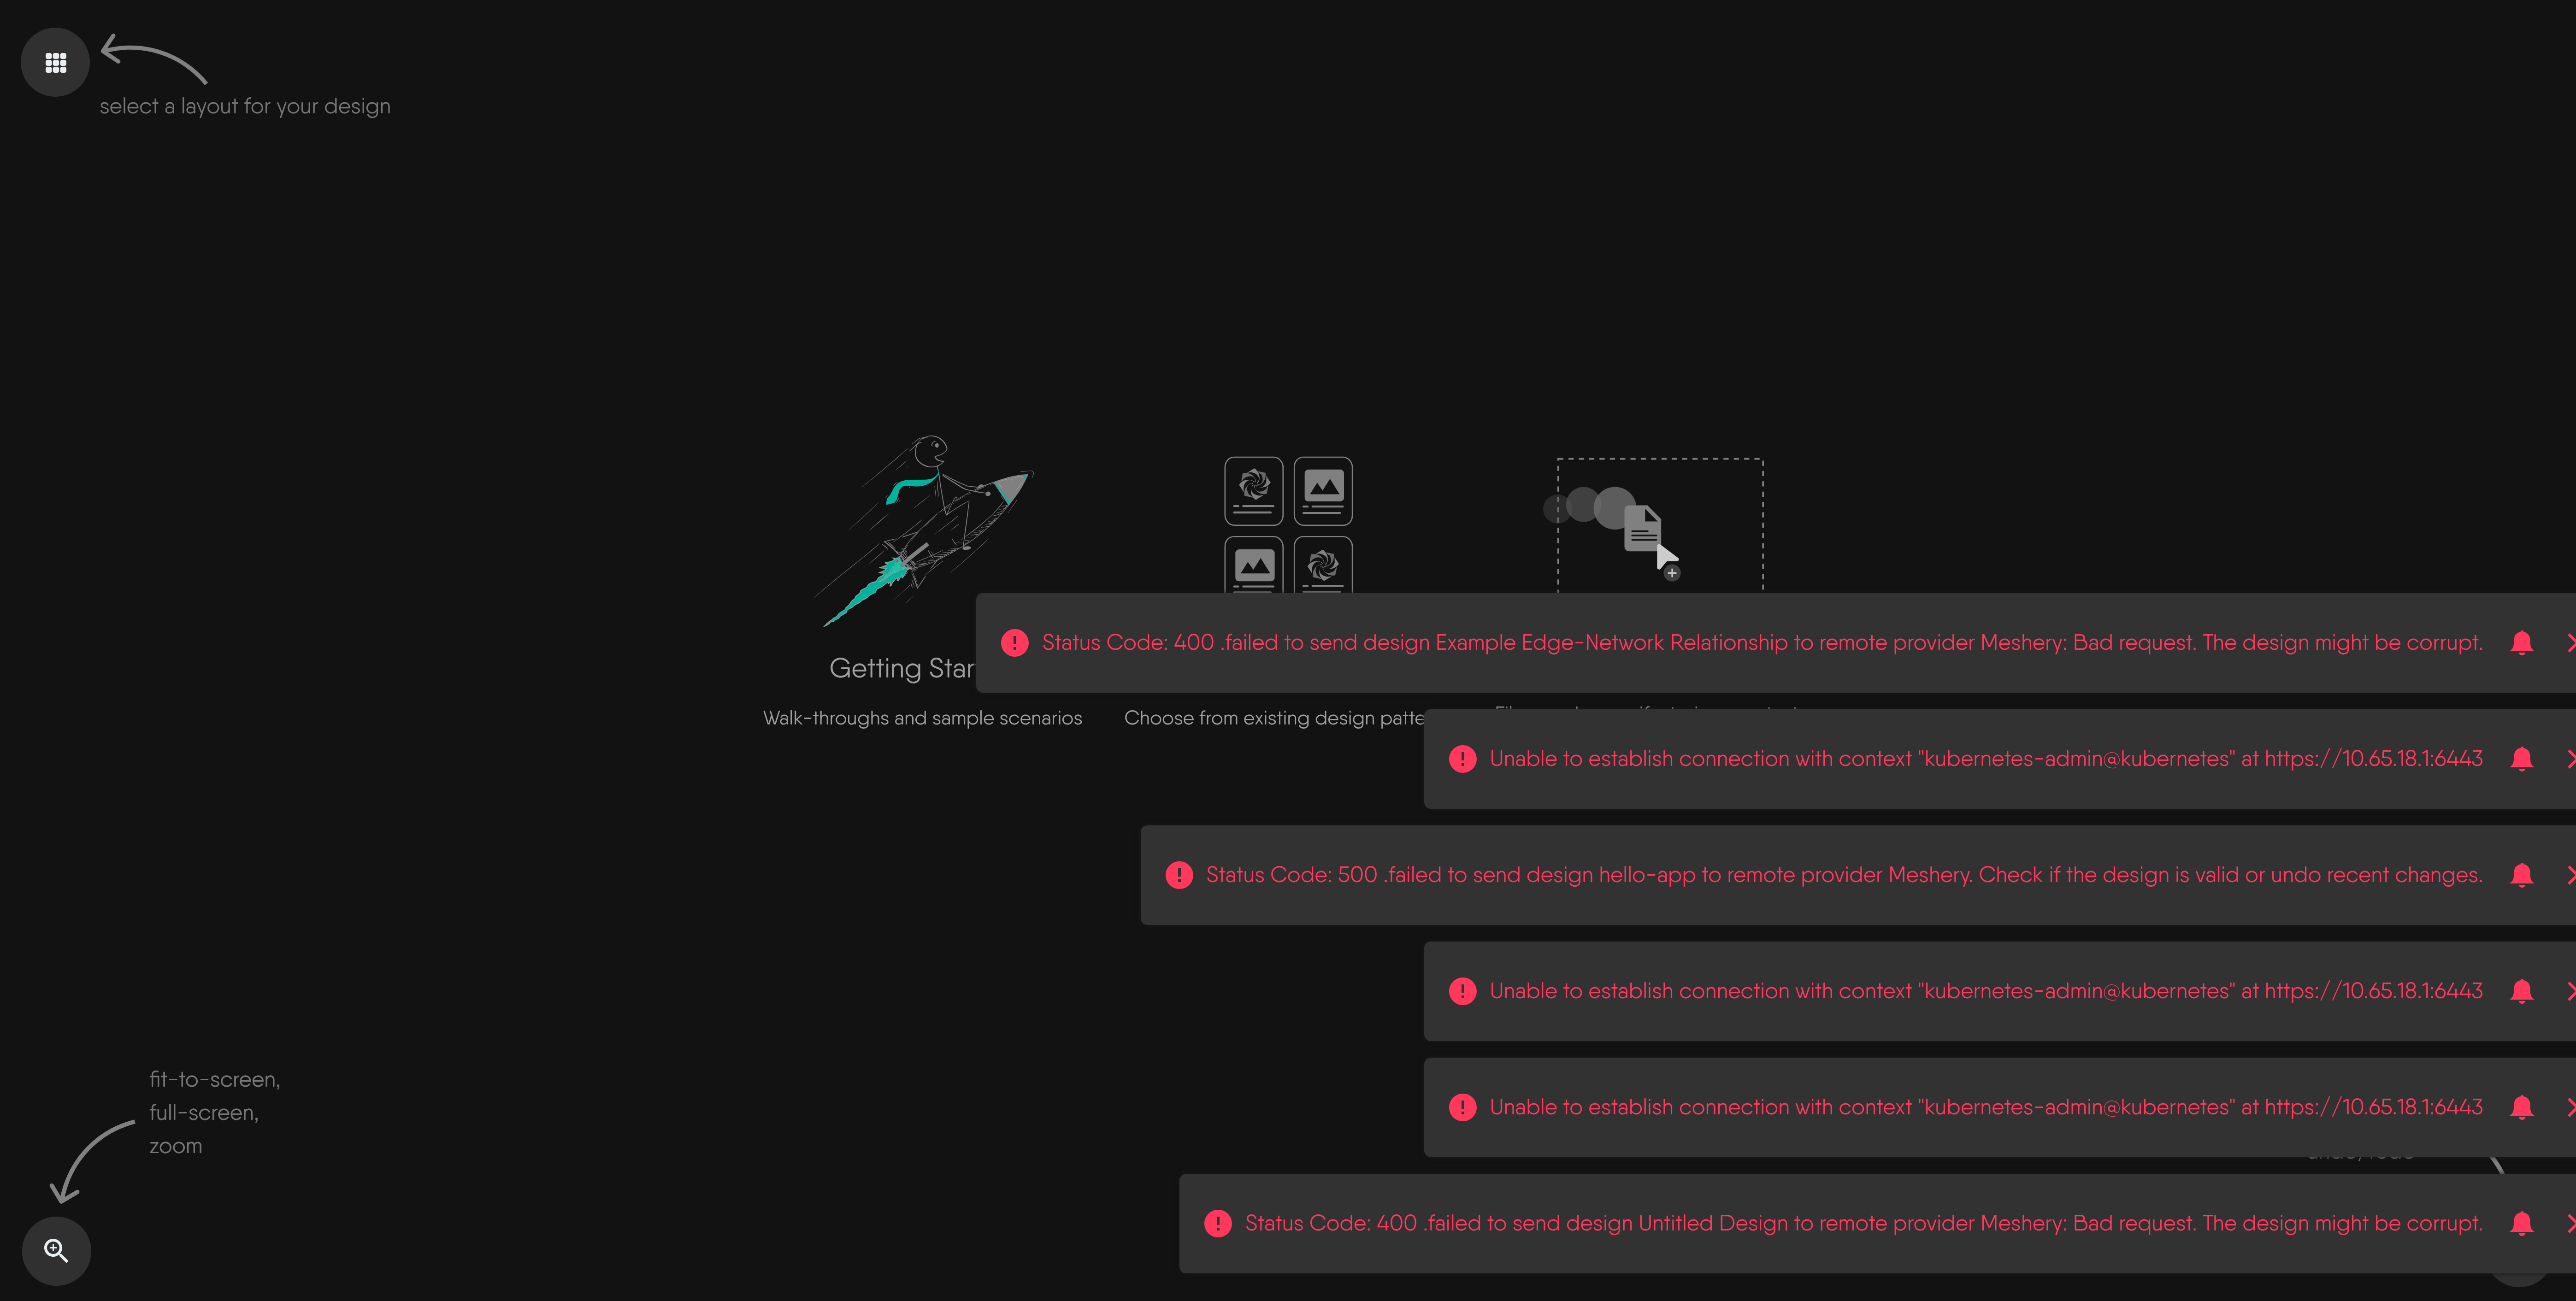 select a layout for your design
Getting Star
Walk-throughs and sample scenarios
Choose from existing design patte
Status Code: 400 .failed to send design Example Edge-Network Relationship to remote provider Meshery: Bad request. The design might be corrupt.
Unable to establish connection with context "kubernetes-admin@kubernetes" at https://10.65.18.1:6443
Status Code: 500 .failed to send design hello-app to remote provider Meshery. Check if the design is valid or undo recent changes.
Unable to establish connection with context "kubernetes-admin@kubernetes" at https://10.65.18.1:6443
Unable to establish connection with context "kubernetes-admin@kubernetes" at https://10.65.18.1:6443
Status Code: 400 .failed to send design Untitled Design to remote provider Meshery: Bad request. The design might be corrupt.
fit-to-screen,
full-screen,
zoom